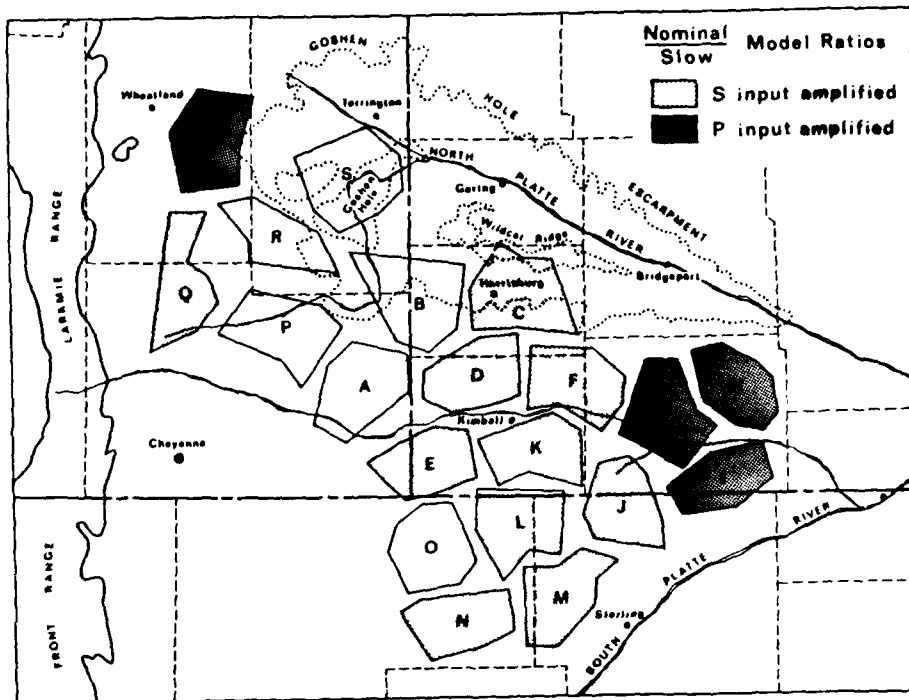 Nominal
Slow
Model Ratios
S input amplified
P input amplified
GOSHEN
HOLE
ESCARPMENT
Wheatland
Torrington
NORTH
PLATTE
RIVER
Gering
S
Goshen
Hole
Wildcat Ridge
Bridgeport
R
Harrisburg
Q
B
C
P
A
D
F
Kimball
Cheyenne
E
K
J
L
O
M
N
Sterling
SOUTH
PLATTE
RIVER
LARAMIE RANGE
FRONT RANGE